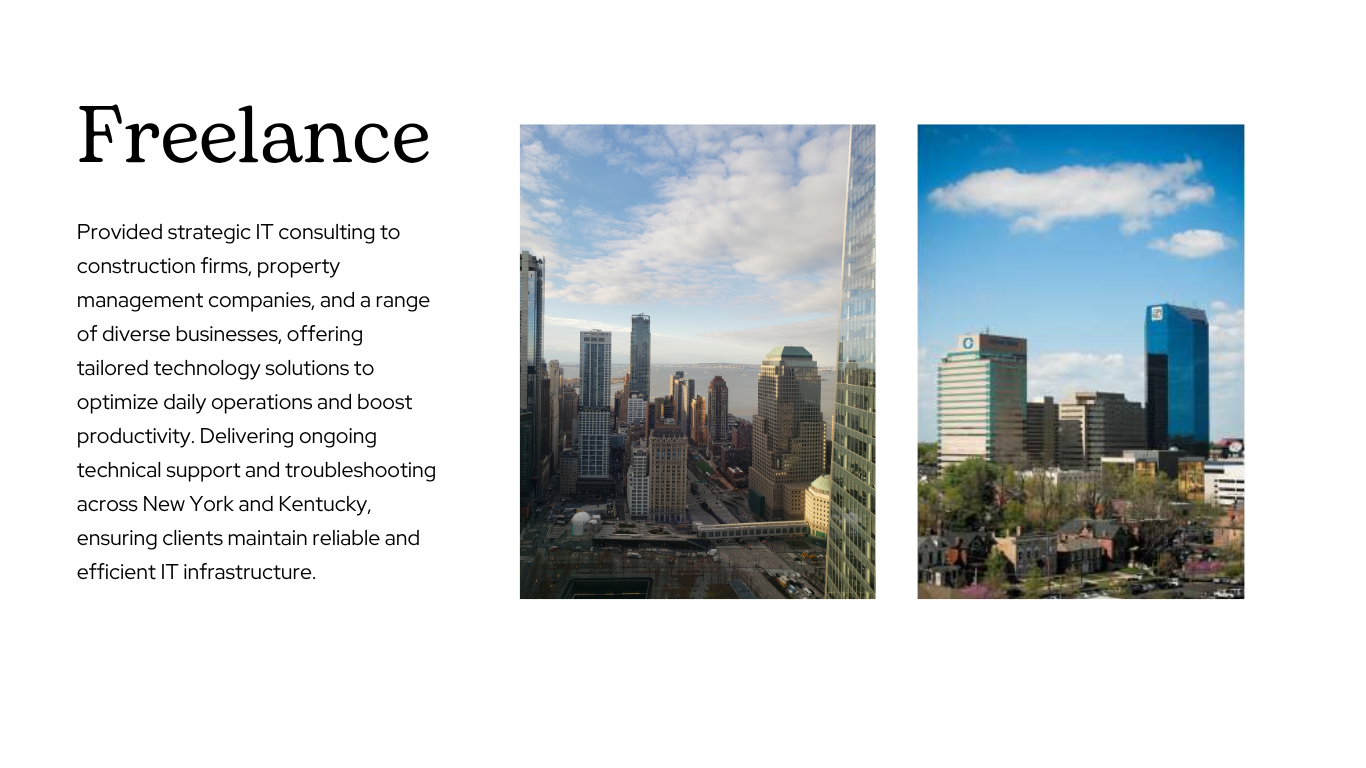 Freelance
Provided strategic IT consulting to
construction firms, property
management companies, and a range
of diverse businesses, offering
tailored technology solutions to
optimize daily operations and boost
productivity. Delivering ongoing
technical support and troubleshooting
across New York and Kentucky,
ensuring clients maintain reliable and
efficient IT infrastructure.